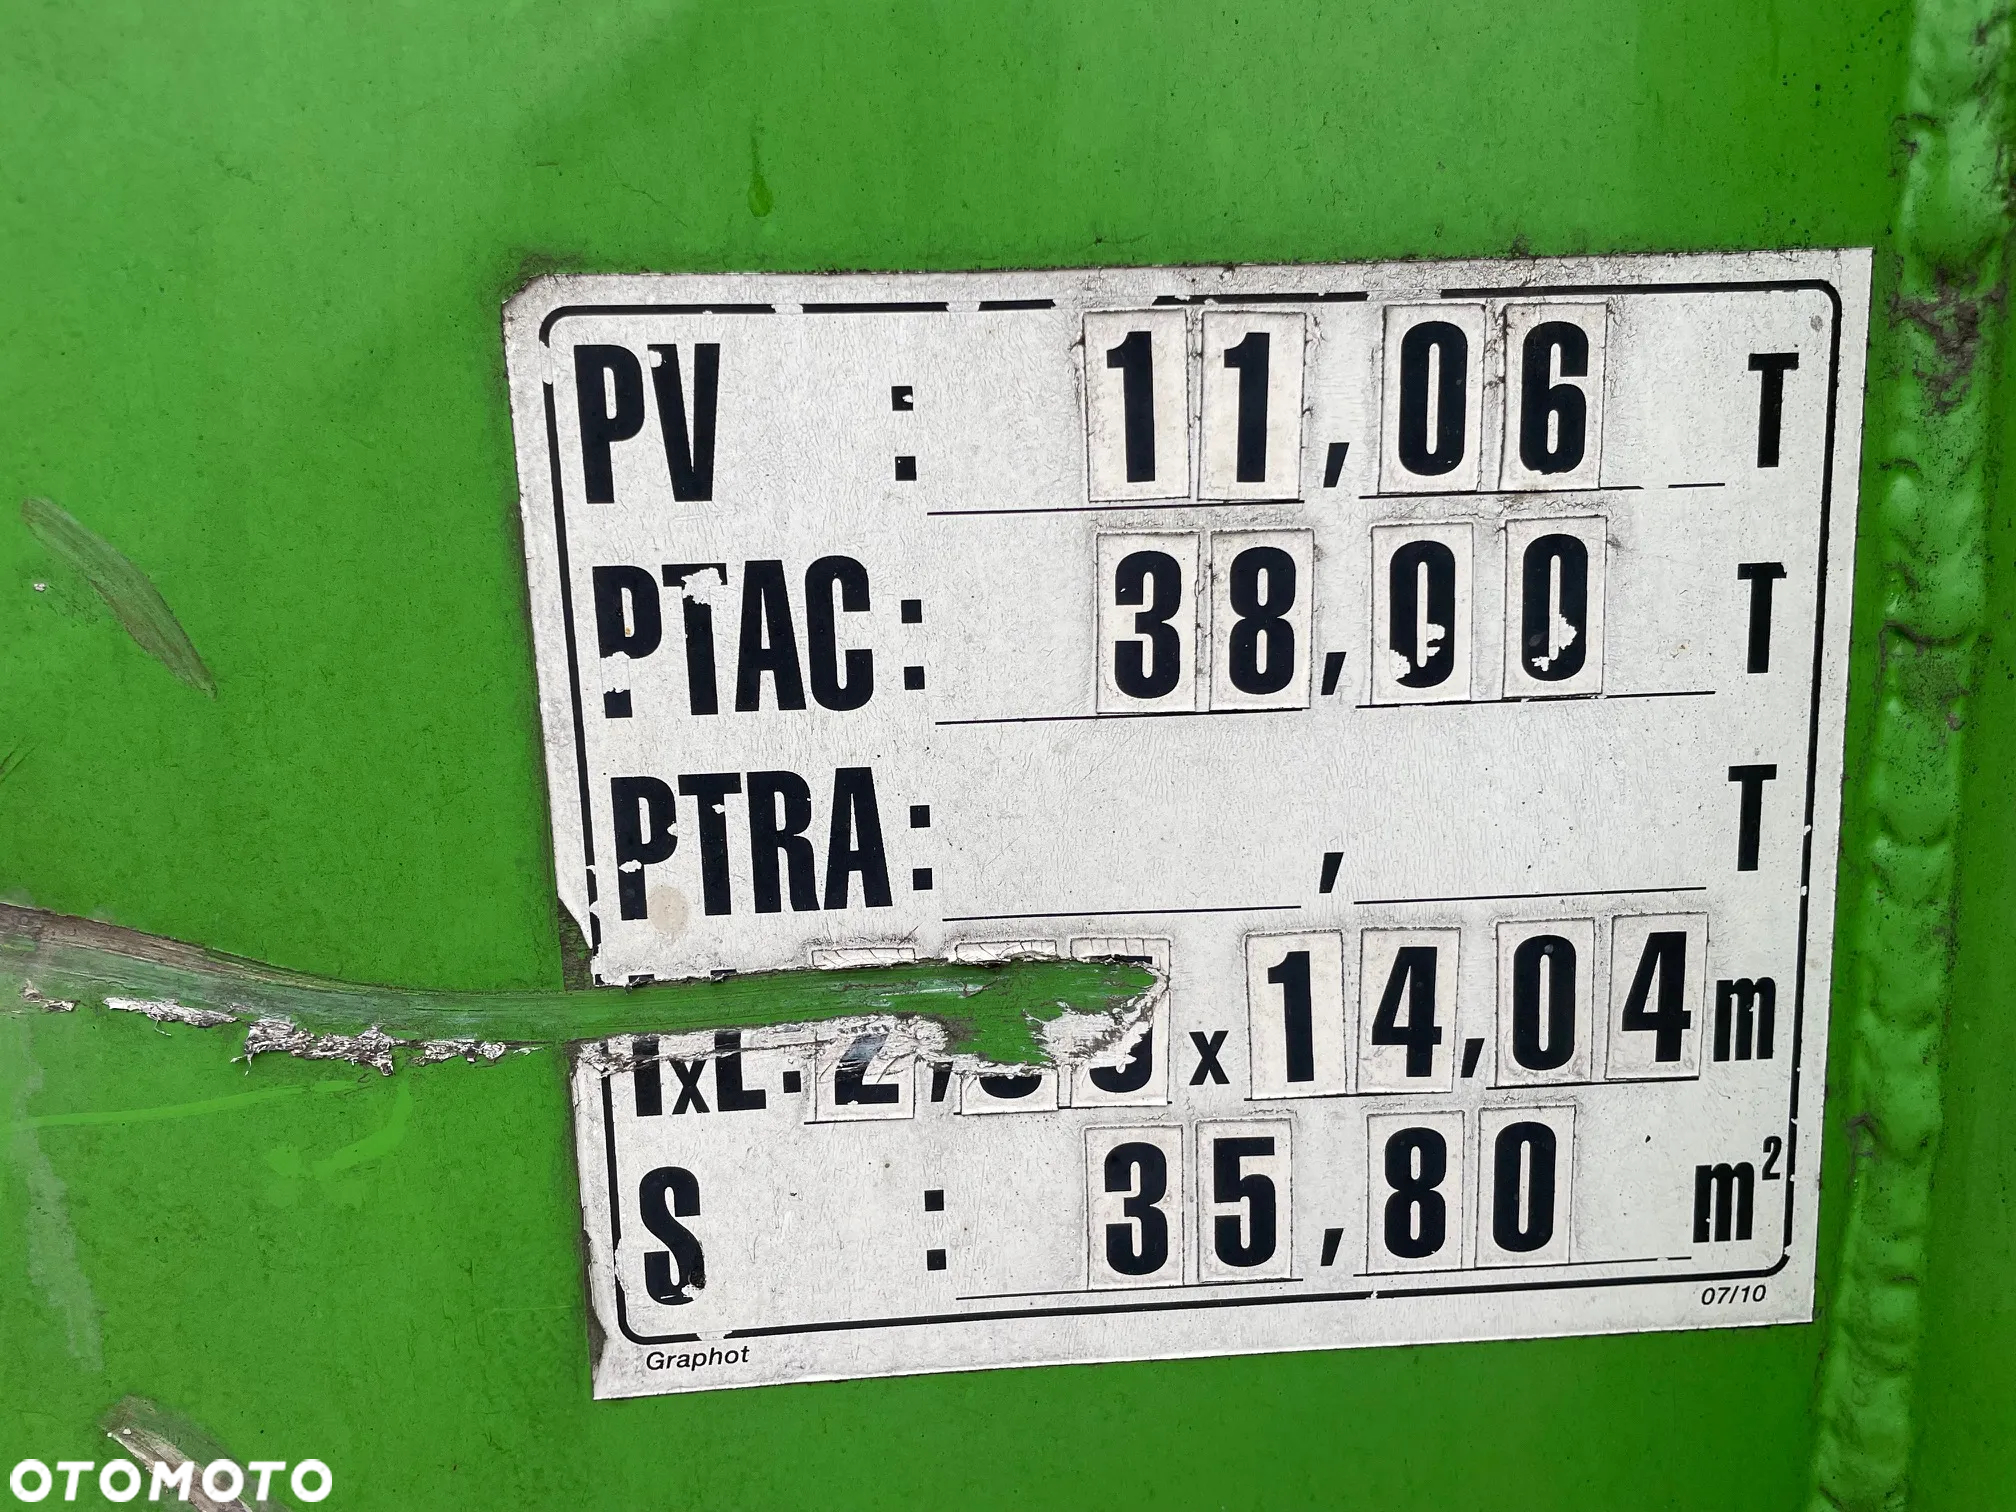 PV : 11,06 T
PTAC : 38,00 T
PTRA : , T
x 14,04 m
S : 35,80 m²
07/10
Graphot
OTOMOTO